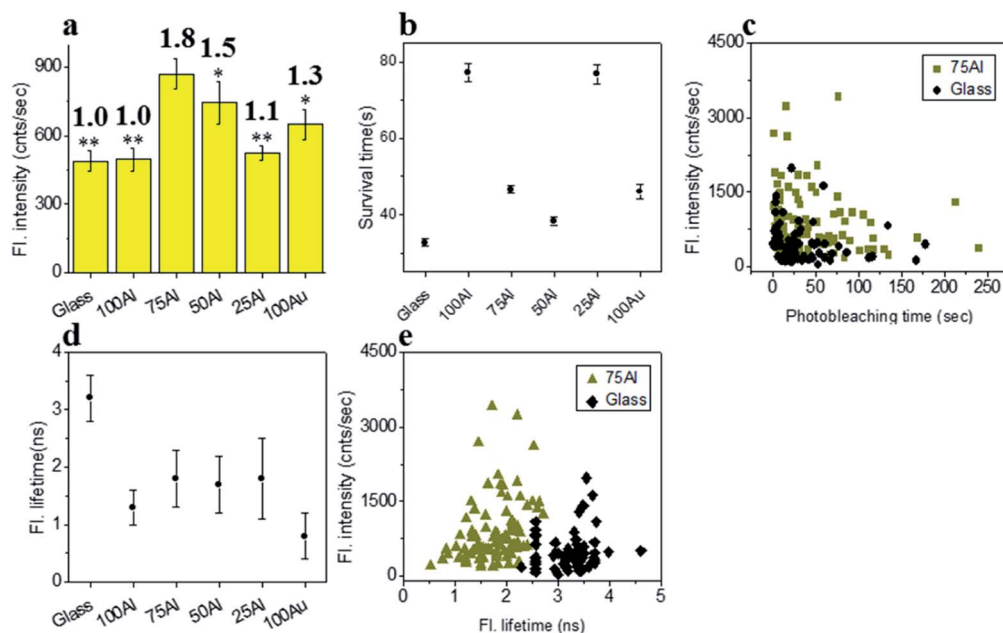 a
1.0
**
1.0
**
1.8
1.5
*
1.1
**
1.3
*
900
600
300
0
Fl. intensity (cnts/sec)
Glass 100Al 75Al 50Al 25Al 100Au
b
80
60
40
Survival time(s)
Glass 100Al 75Al 50Al 25Al 100Au
c
4500
3000
1500
0
Fl. intensity (cnts/sec)
75Al
Glass
0 50 100 150 200 250
Photobleaching time (sec)
d
4
3
2
1
0
Fl. lifetime(ns)
Glass 100Al 75Al 50Al 25Al 100Au
e
4500
3000
1500
0
Fl. intensity (cnts/sec)
75Al
Glass
0 1 2 3 4 5
Fl. lifetime (ns)